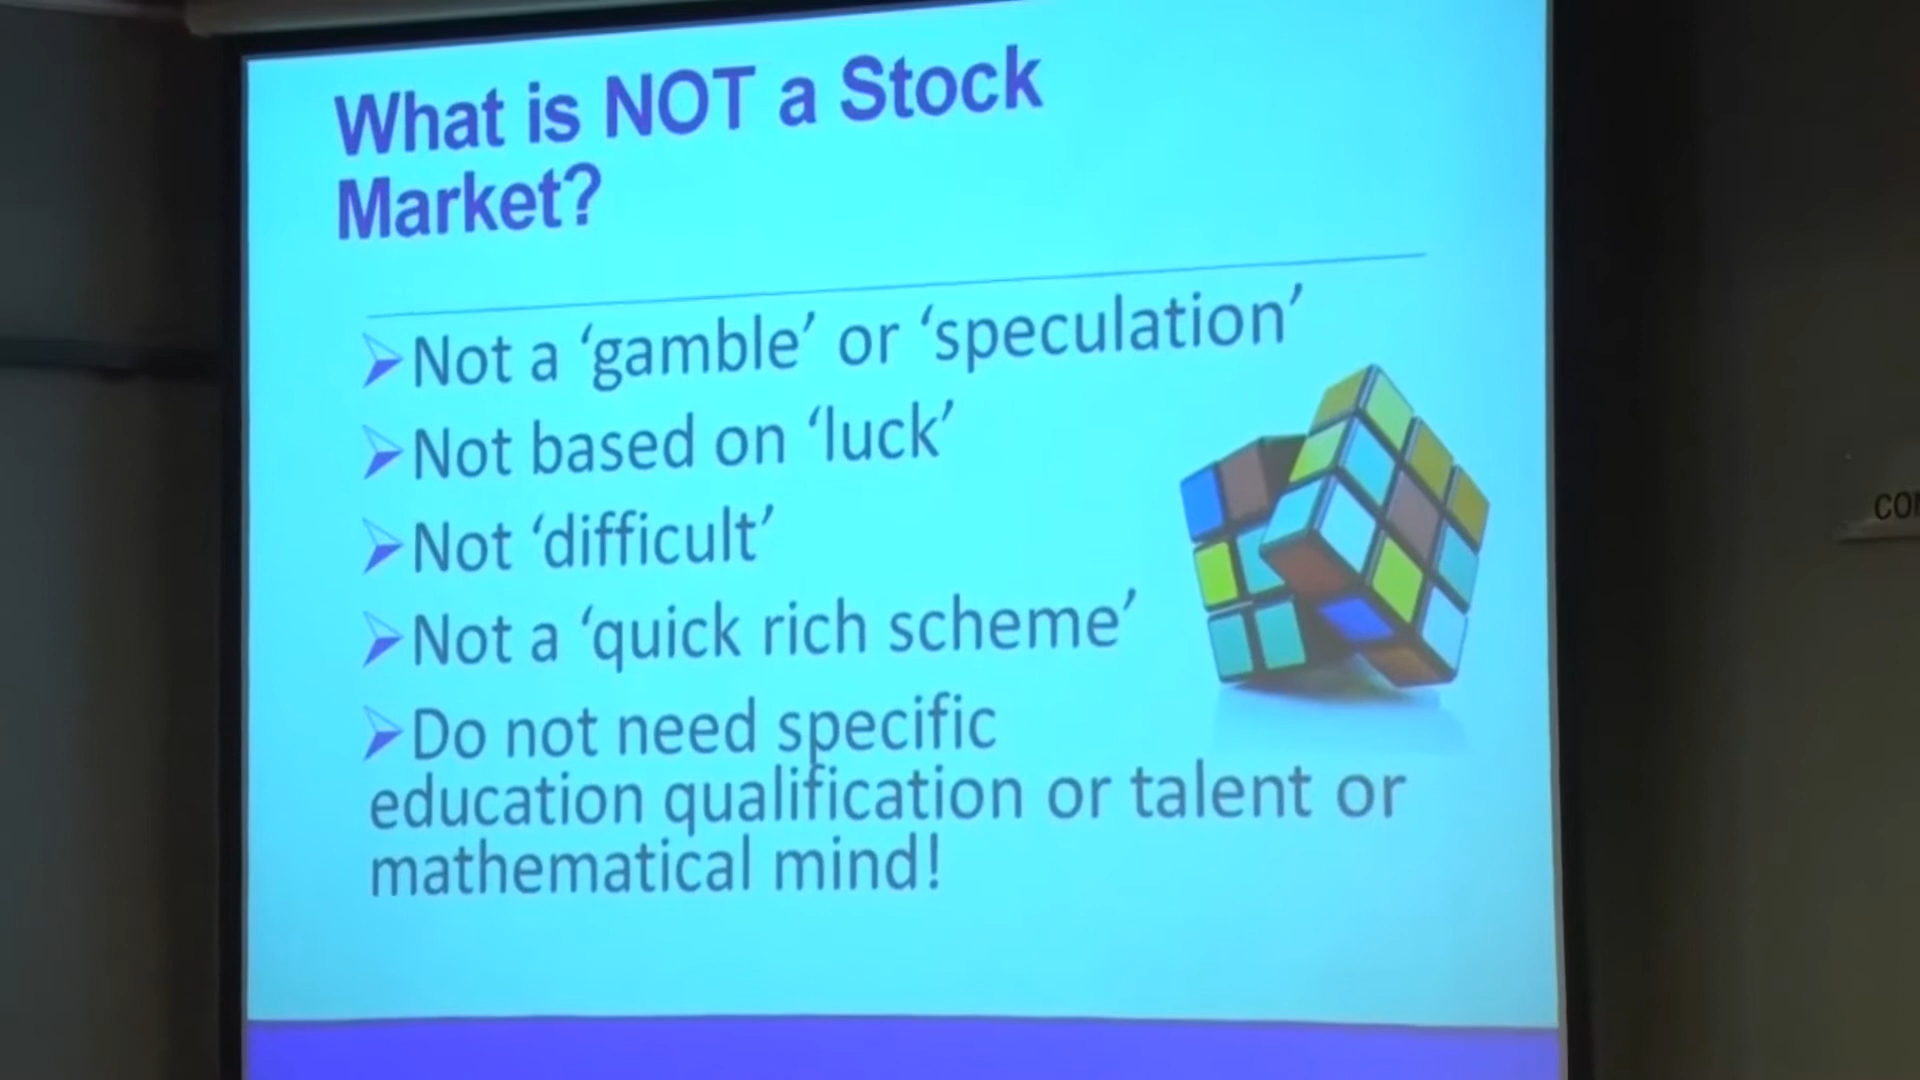 What is NOT a Stock
Market?
Not a ‘gamble’ or ‘speculation’
Not based on ‘luck’
Not ‘difficult’
Not a ‘quick rich scheme’
Do not need specific
education qualification or talent or
mathematical mind!